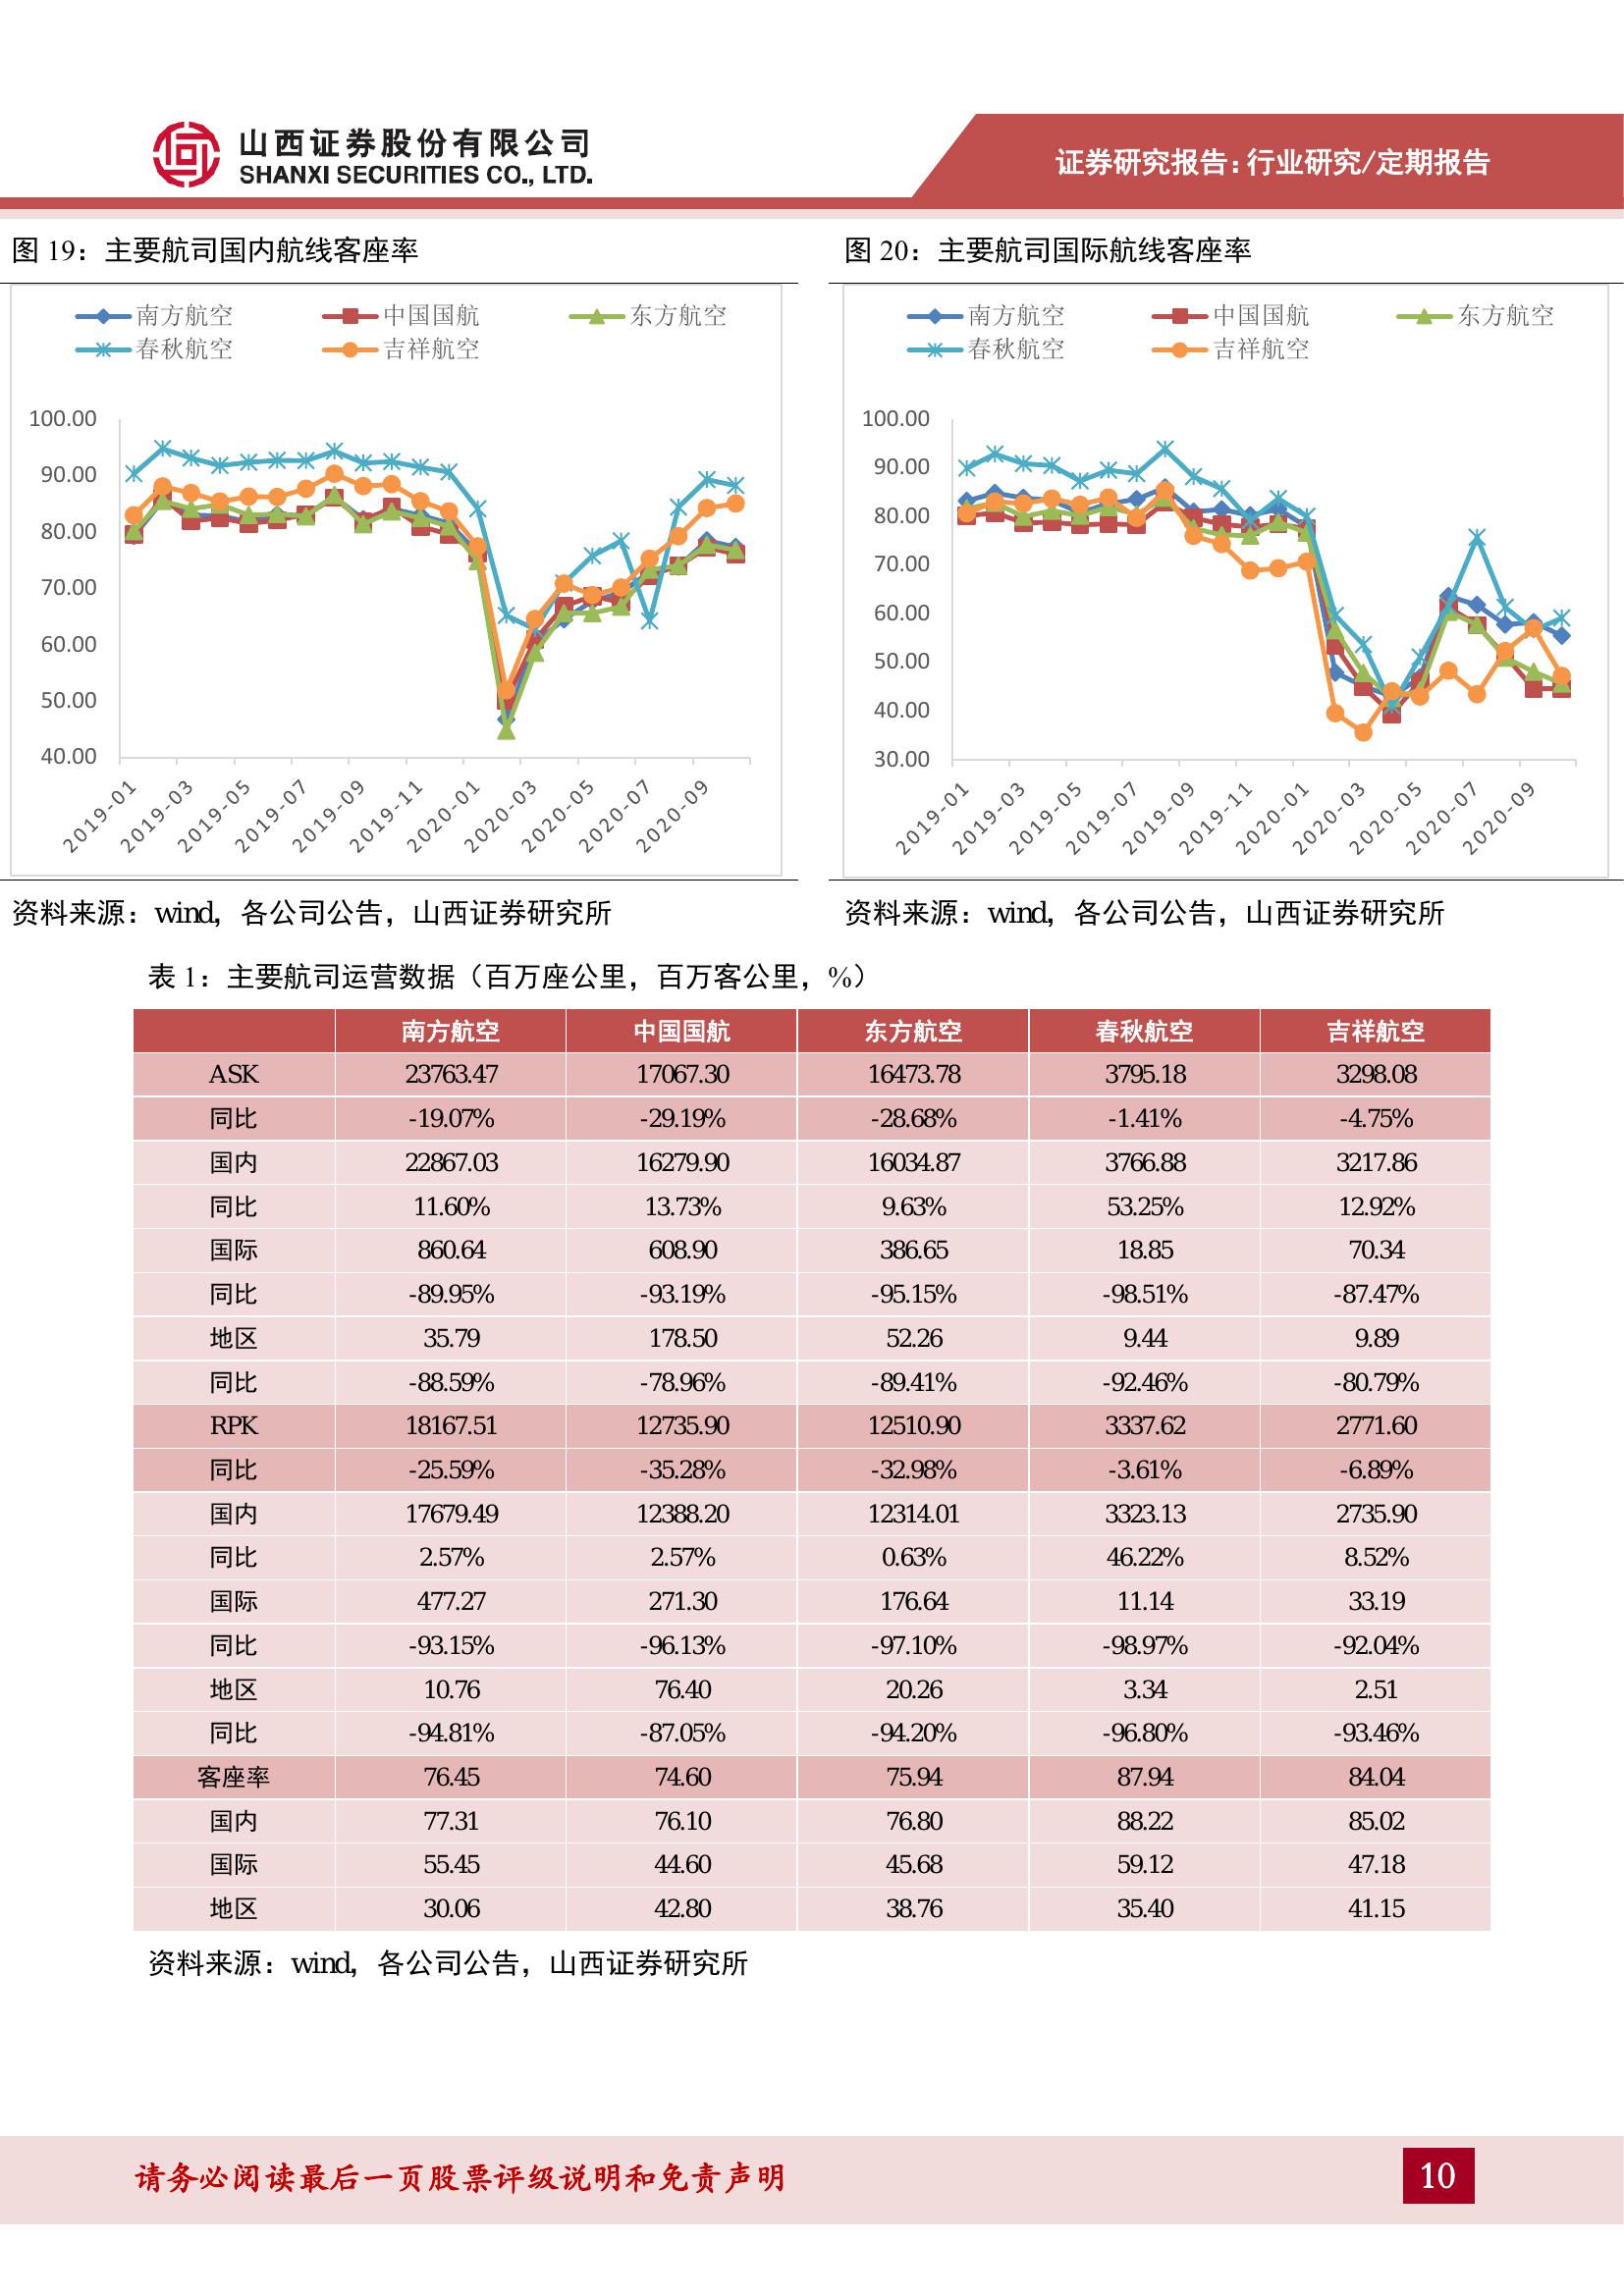 山西证券股份有限公司
SHANXI SECURITIES CO., LTD.
证券研究报告：行业研究/定期报告
图 19：主要航司国内航线客座率
南方航空 中国国航 东方航空
春秋航空 吉祥航空
100.00
90.00
80.00
70.00
60.00
50.00
40.00
2019-01 2019-03 2019-05 2019-07 2019-09 2019-11 2020-01 2020-03 2020-05 2020-07 2020-09
资料来源：wind，各公司公告，山西证券研究所
图 20：主要航司国际航线客座率
南方航空 中国国航 东方航空
春秋航空 吉祥航空
100.00
90.00
80.00
70.00
60.00
50.00
40.00
30.00
2019-01 2019-03 2019-05 2019-07 2019-09 2019-11 2020-01 2020-03 2020-05 2020-07 2020-09
资料来源：wind，各公司公告，山西证券研究所
表 1：主要航司运营数据（百万座公里，百万客公里，%）
南方航空 中国国航 东方航空 春秋航空 吉祥航空
ASK 23763.47 17067.30 16473.78 3795.18 3298.08
同比 -19.07% -29.19% -28.68% -1.41% -4.75%
国内 22867.03 16279.90 16034.87 3766.88 3217.86
同比 11.60% 13.73% 9.63% 53.25% 12.92%
国际 860.64 608.90 386.65 18.85 70.34
同比 -89.95% -93.19% -95.15% -98.51% -87.47%
地区 35.79 178.50 52.26 9.44 9.89
同比 -88.59% -78.96% -89.41% -92.46% -80.79%
RPK 18167.51 12735.90 12510.90 3337.62 2771.60
同比 -25.59% -35.28% -32.98% -3.61% -6.89%
国内 17679.49 12388.20 12314.01 3323.13 2735.90
同比 2.57% 2.57% 0.63% 46.22% 8.52%
国际 477.27 271.30 176.64 11.14 33.19
同比 -93.15% -96.13% -97.10% -98.97% -92.04%
地区 10.76 76.40 20.26 3.34 2.51
同比 -94.81% -87.05% -94.20% -96.80% -93.46%
客座率 76.45 74.60 75.94 87.94 84.04
国内 77.31 76.10 76.80 88.22 85.02
国际 55.45 44.60 45.68 59.12 47.18
地区 30.06 42.80 38.76 35.40 41.15
资料来源：wind，各公司公告，山西证券研究所
请务必阅读最后一页股票评级说明和免责声明
10